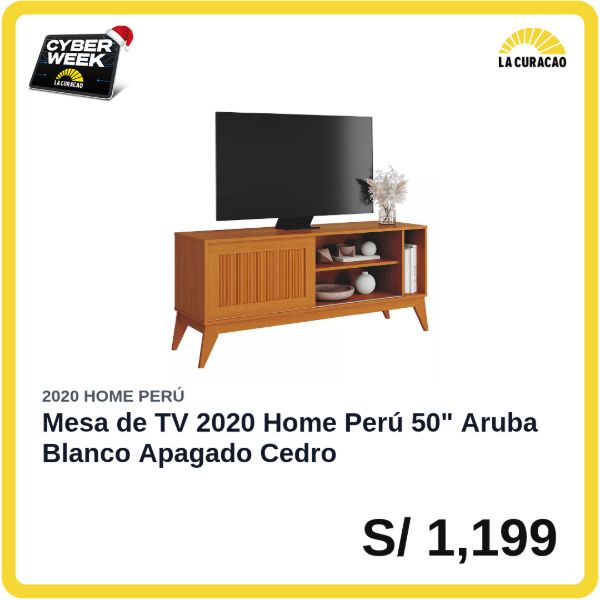 CYBER
WEEK
LA CURACAO
LA CURACAO
2020 HOME PERÚ
Mesa de TV 2020 Home Perú 50" Aruba
Blanco Apagado Cedro
S/ 1,199